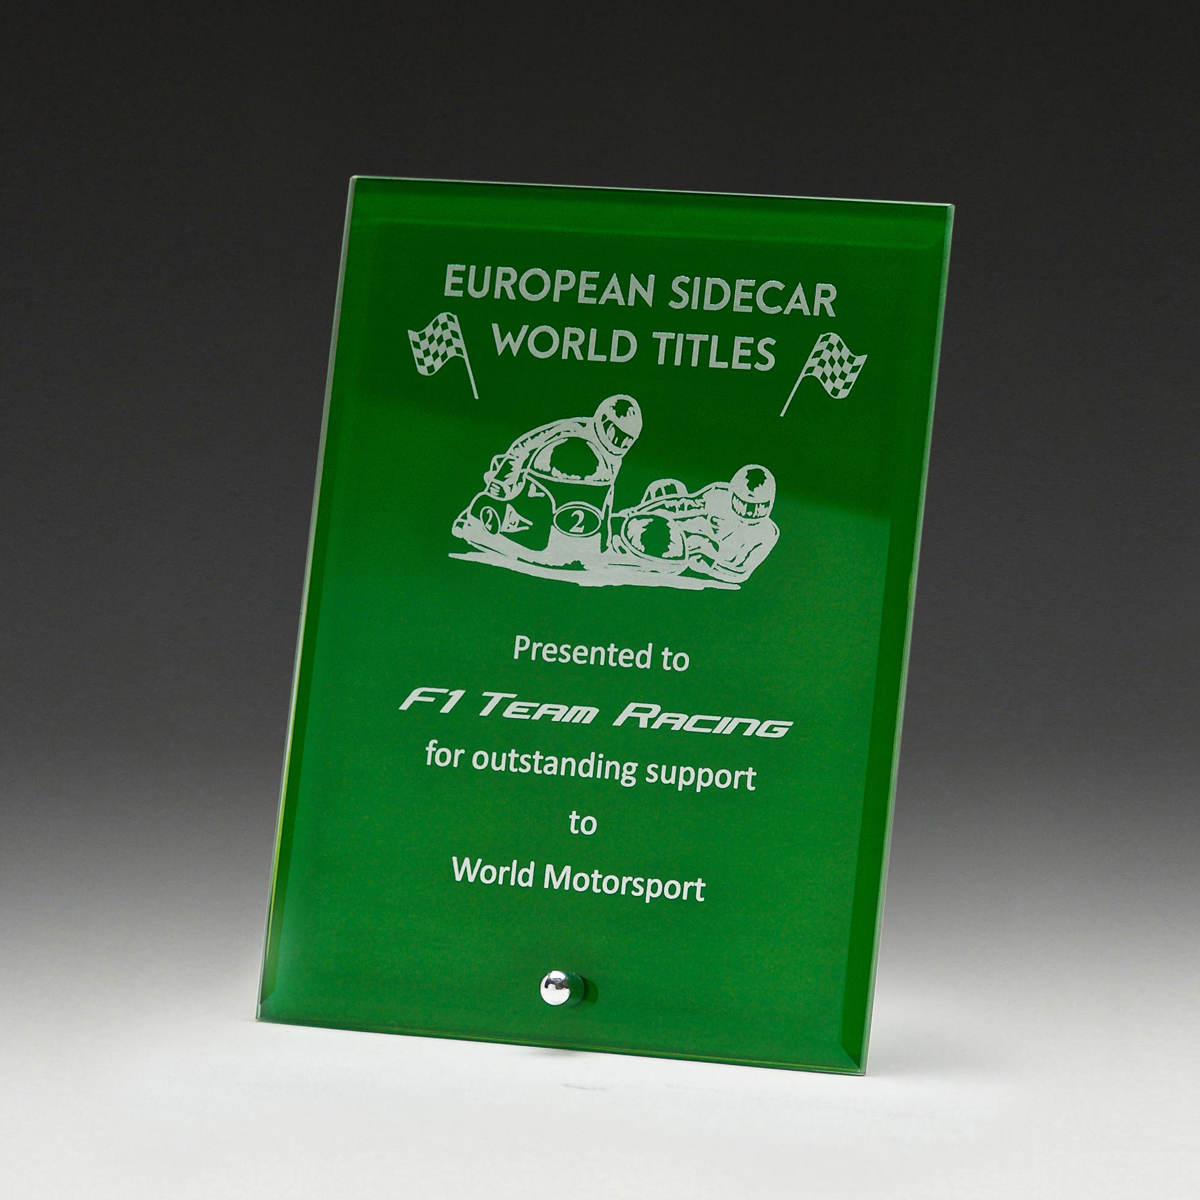 EUROPEAN SIDECAR
WORLD TITLES
2 2
Presented to
F1 Team Racing
for outstanding support
to
World Motorsport